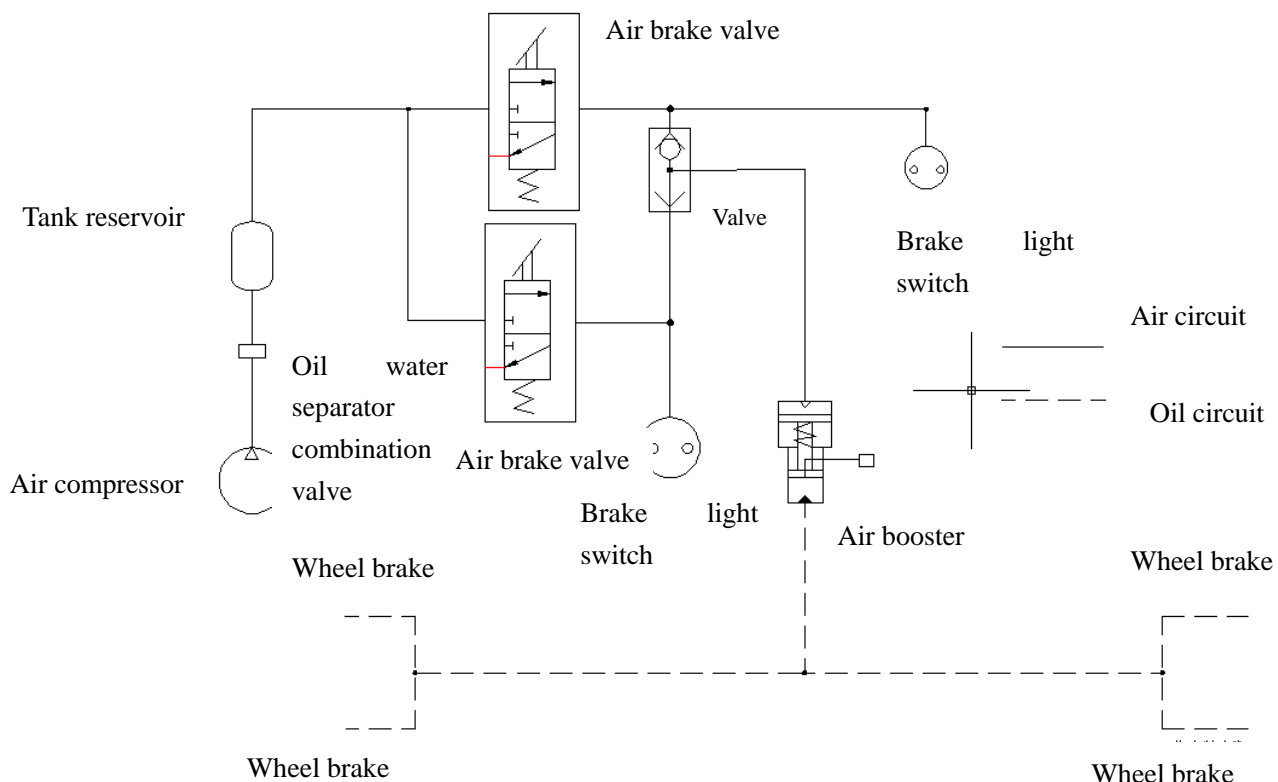 Air brake valve
Tank reservoir
Valve
Brake light
switch
Air circuit
Oil water
separator
combination
valve
Oil circuit
Air brake valve
Air compressor
Brake light
switch
Air booster
Wheel brake
Wheel brake
Wheel brake
Wheel brake